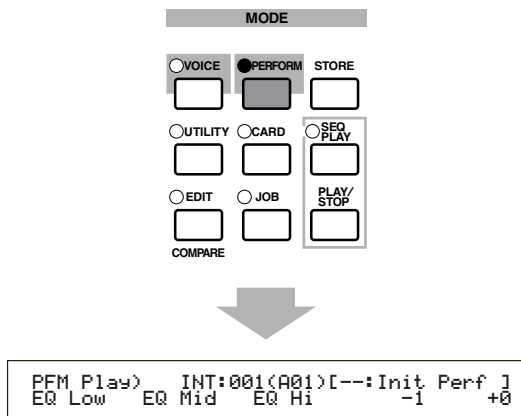 MODE
VOICE PERFORM STORE
UTILITY CARD SEQ PLAY
EDIT JOB PLAY/ STOP
COMPARE
PFM Play) INT:001(A01)[--:Init Perf ]
EQ Low EQ Mid EQ Hi -1 +0